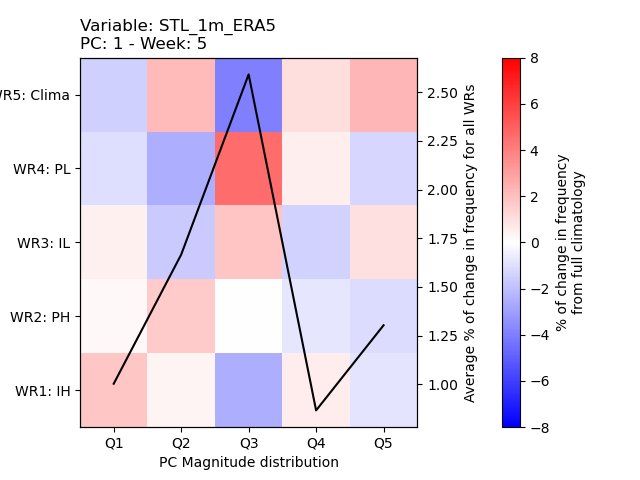 Variable: STL_1m_ERA5
PC: 1 - Week: 5
WR5: Clima
WR4: PL
WR3: IL
WR2: PH
WR1: IH
Q1 Q2 Q3 Q4 Q5
PC Magnitude distribution
2.50
2.25
2.00
1.75
1.50
1.25
1.00
Average % of change in frequency for all WRs
8
6
4
2
0
−2
−4
−6
−8
% of change in frequency
from full climatology